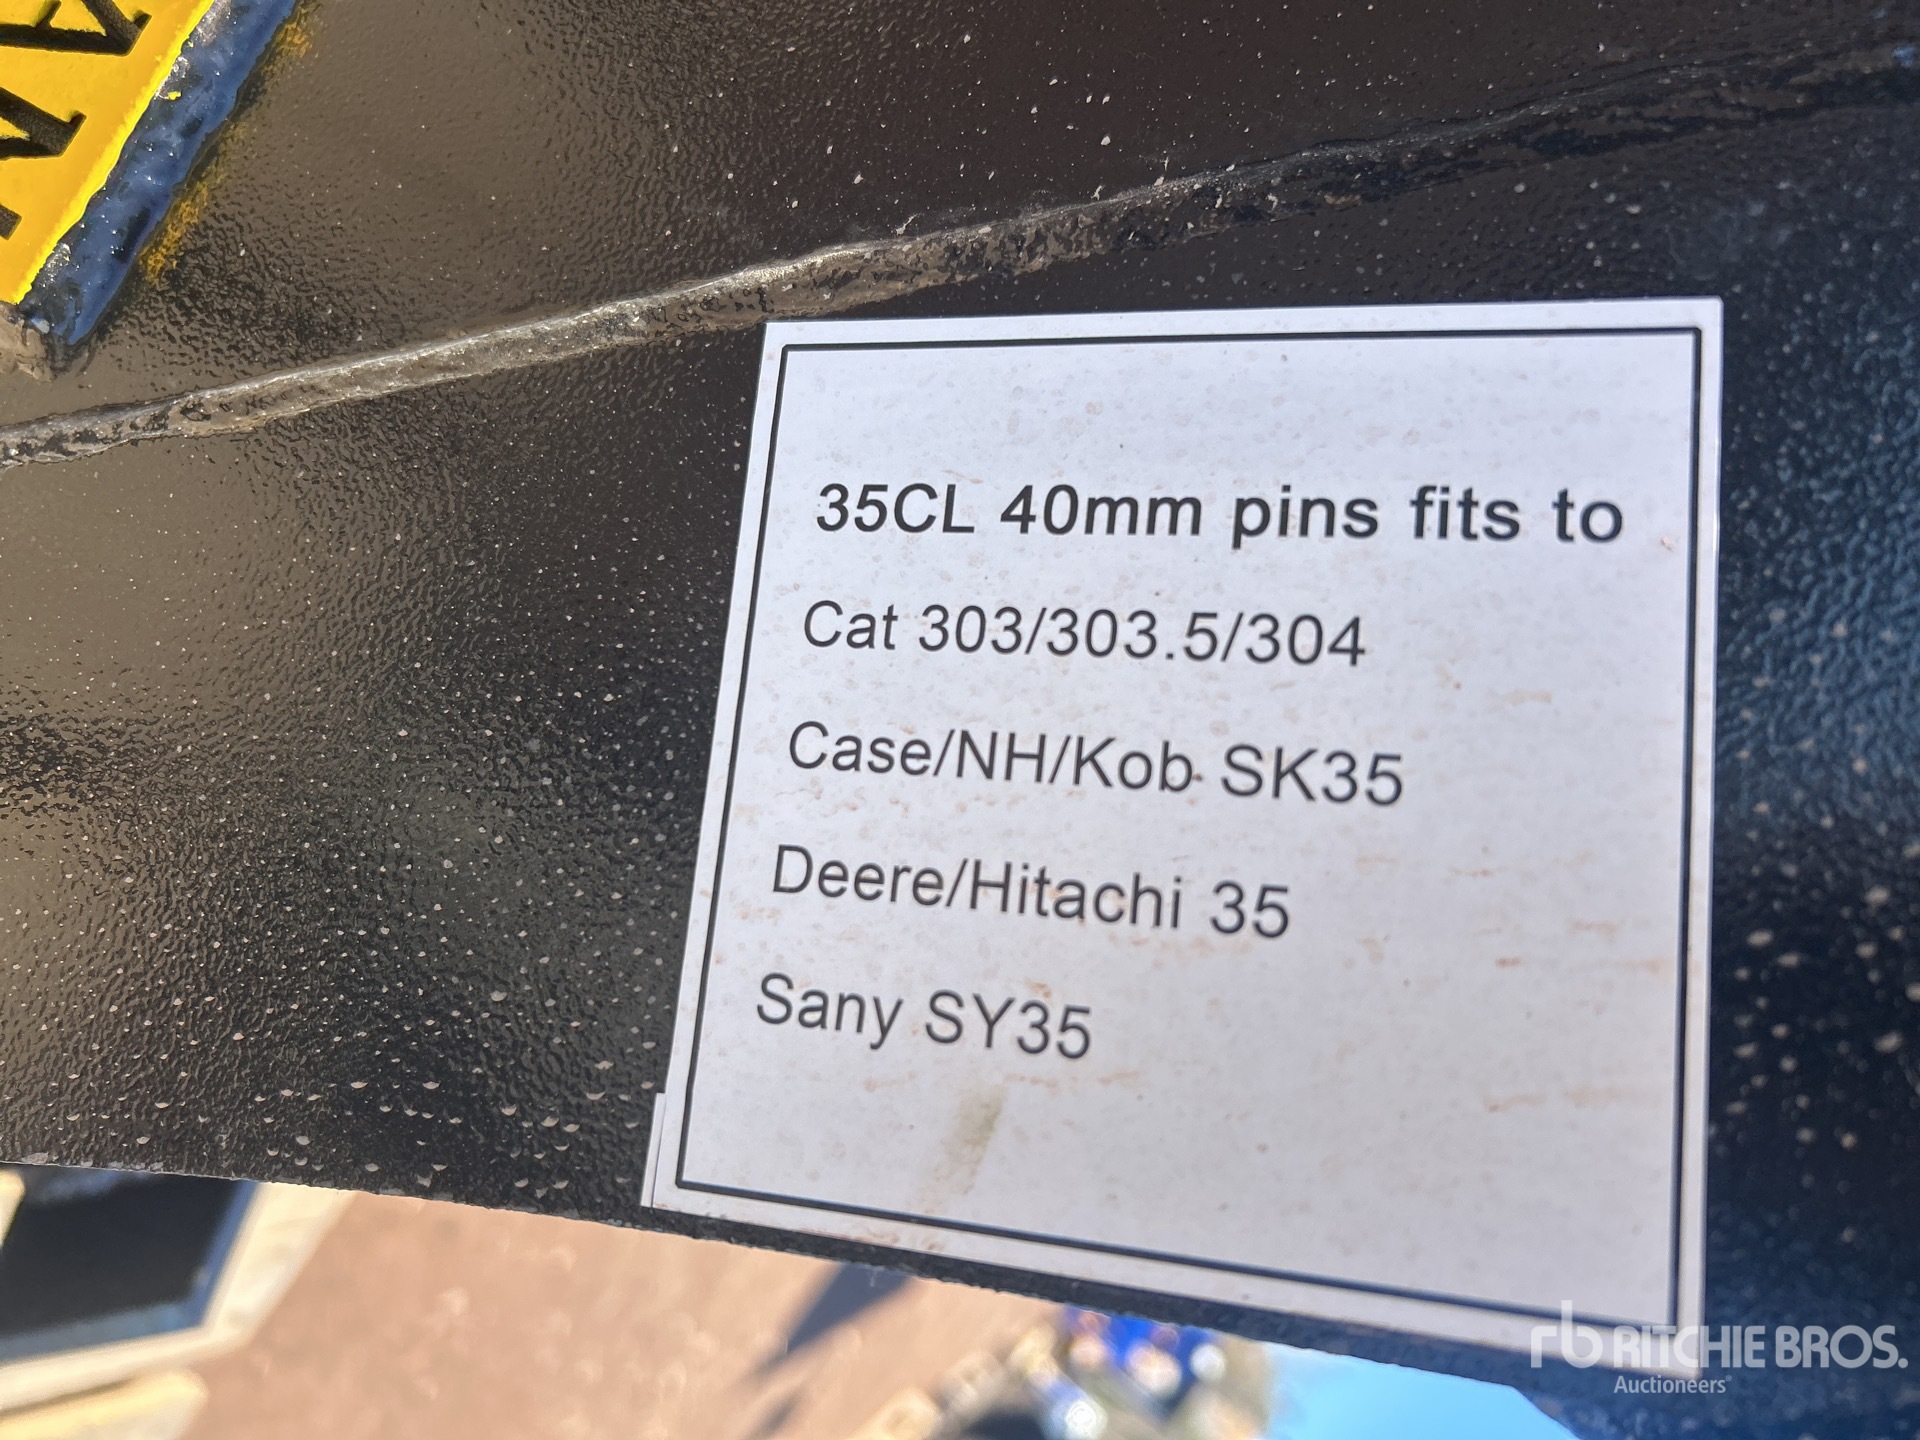 35CL 40mm pins fits to
Cat 303/303.5/304
Case/NH/Kob SK35
Deere/Hitachi 35
Sany SY35
rb RITCHIE BROS.
Auctioneers